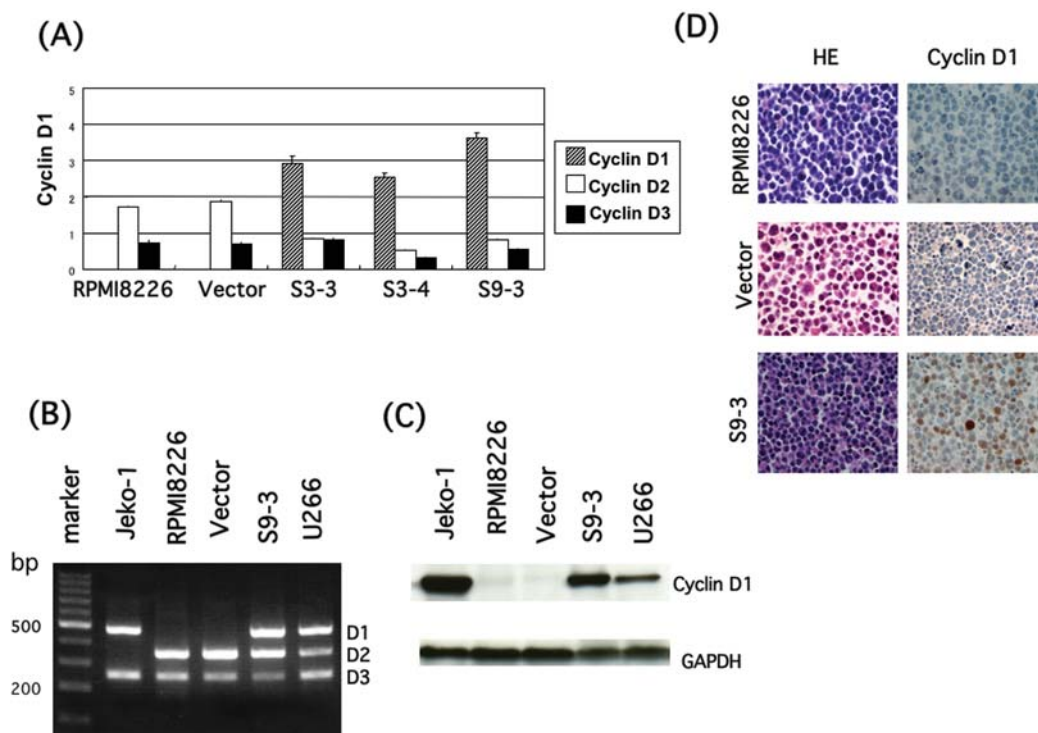 (A)
Cyclin D1
5
4
3
2
1
0
RPMI8226 Vector S3-3 S3-4 S9-3
Cyclin D1
Cyclin D2
Cyclin D3
(D)
HE Cyclin D1
RPMI8226
Vector
S9-3
(B)
marker Jeko-1 RPMI8226 Vector S9-3 U266
bp
500
200
D1
D2
D3
(C)
Jeko-1 RPMI8226 Vector S9-3 U266
Cyclin D1
GAPDH